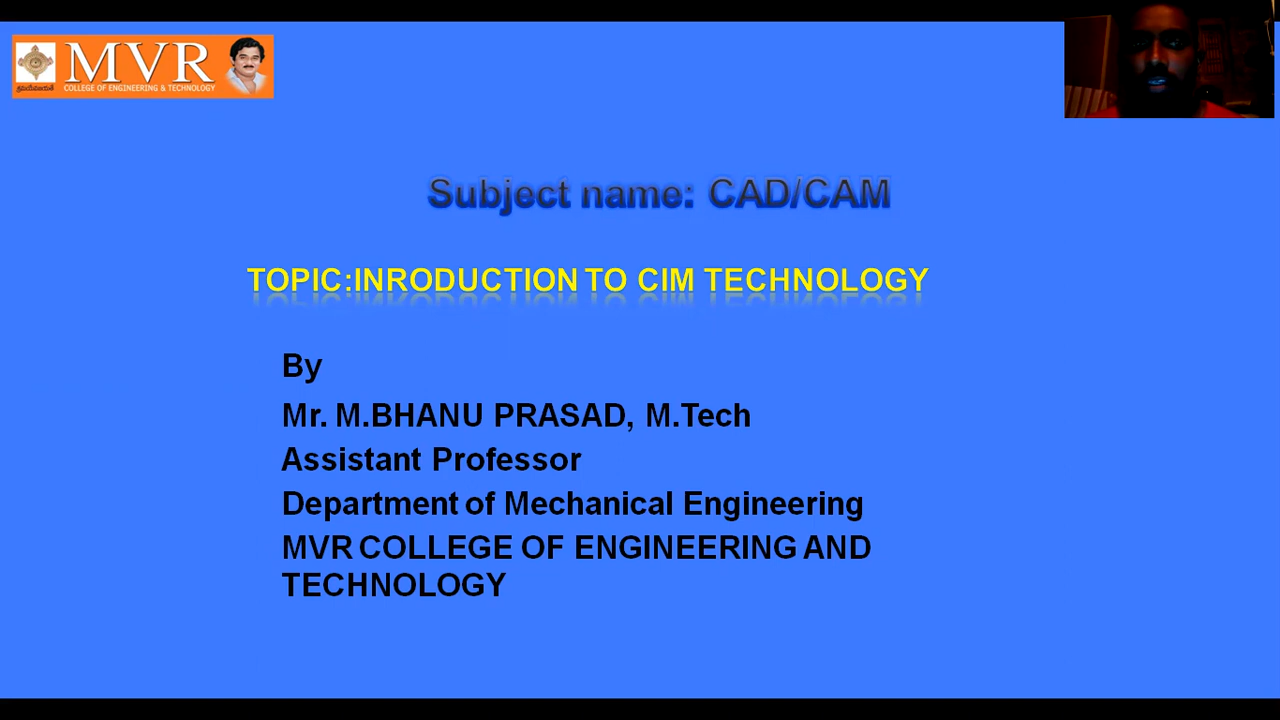 MVR
COLLEGE OF ENGINEERING & TECHNOLOGY
Subject name: CAD/CAM
TOPIC:INRODUCTION TO CIM TECHNOLOGY
By
Mr. M.BHANU PRASAD, M.Tech
Assistant Professor
Department of Mechanical Engineering
MVR COLLEGE OF ENGINEERING AND
TECHNOLOGY